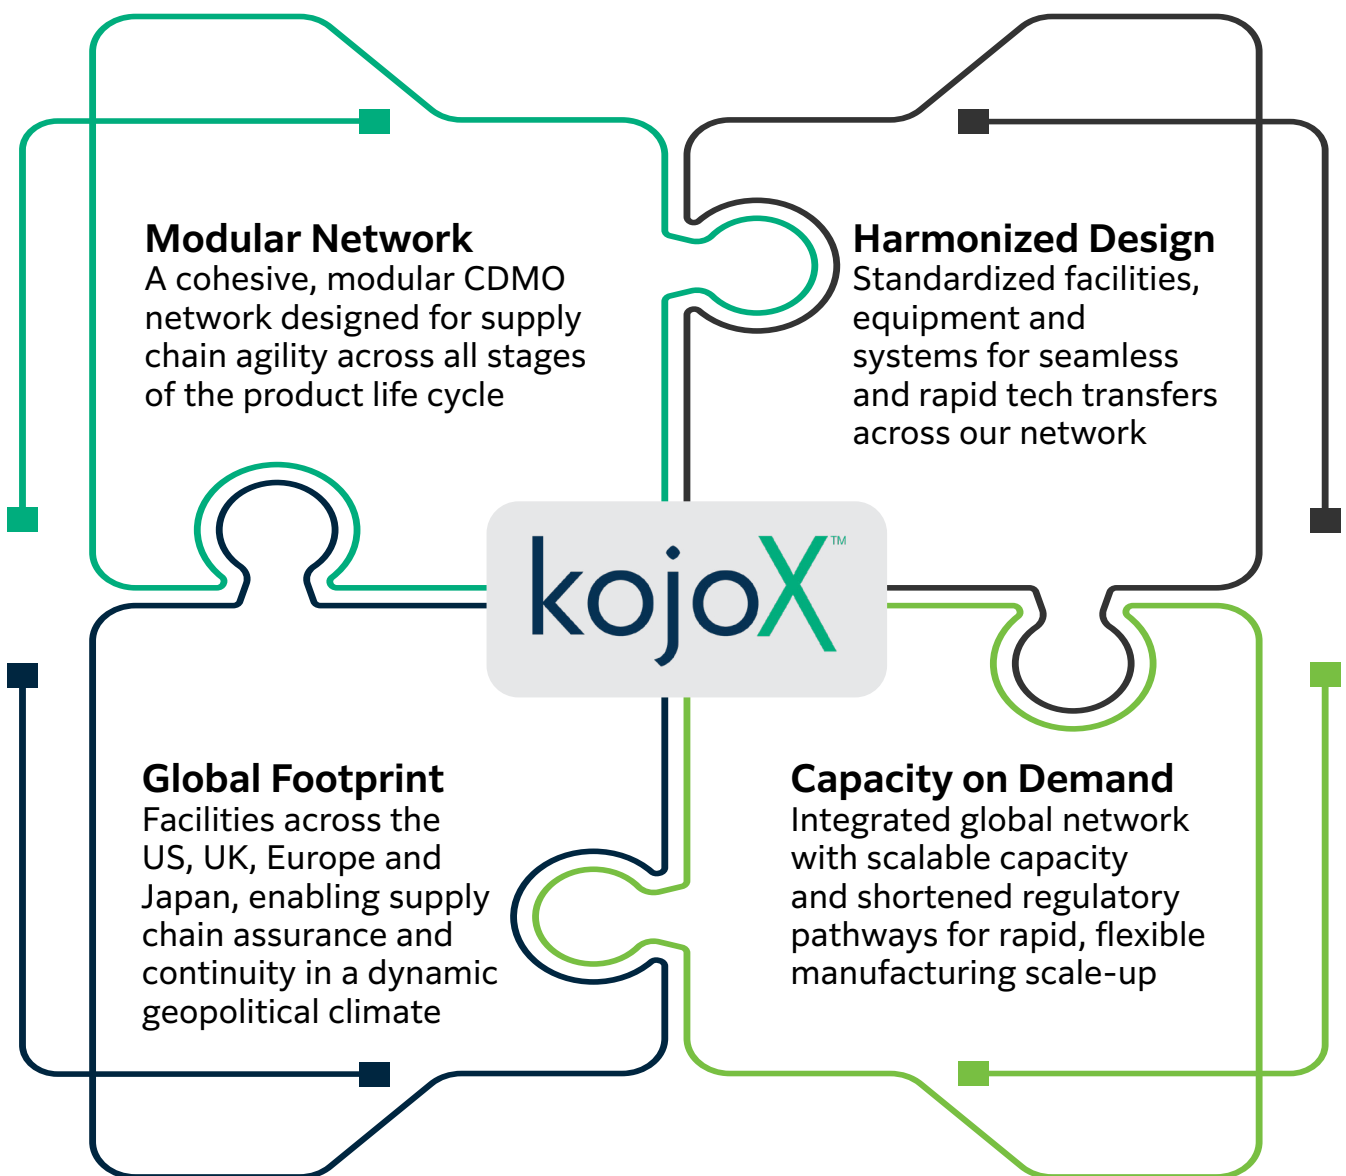 Modular Network
A cohesive, modular CDMO
network designed for supply
chain agility across all stages
of the product life cycle
Harmonized Design
Standardized facilities,
equipment and
systems for seamless
and rapid tech transfers
across our network
kojoX™
Global Footprint
Facilities across the
US, UK, Europe and
Japan, enabling supply
chain assurance and
continuity in a dynamic
geopolitical climate
Capacity on Demand
Integrated global network
with scalable capacity
and shortened regulatory
pathways for rapid, flexible
manufacturing scale-up